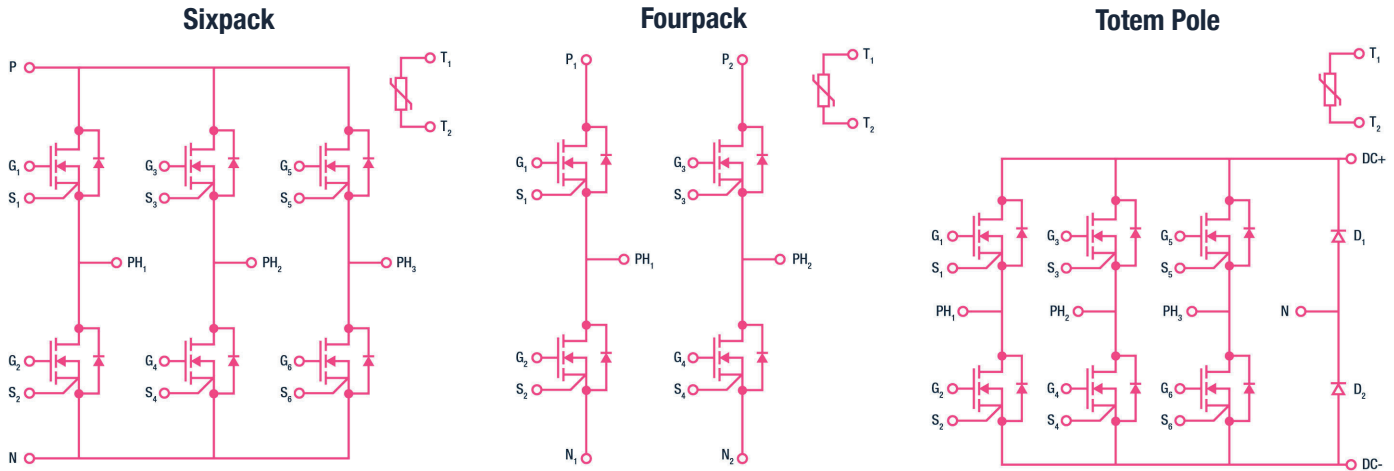 Sixpack
P
T₁
T₂
G₁
G₃
G₅
S₁
S₃
S₅
PH₁
PH₂
PH₃
G₂
G₄
G₆
S₂
S₄
S₆
N
Fourpack
P₁
P₂
T₁
T₂
G₁
G₃
S₁
S₃
PH₁
PH₂
G₂
G₄
S₂
S₄
N₁
N₂
Totem Pole
T₁
T₂
DC+
G₁
G₃
G₅
D₁
S₁
S₃
S₅
PH₁
PH₂
PH₃
N
G₂
G₄
G₆
D₂
S₂
S₄
S₆
DC-